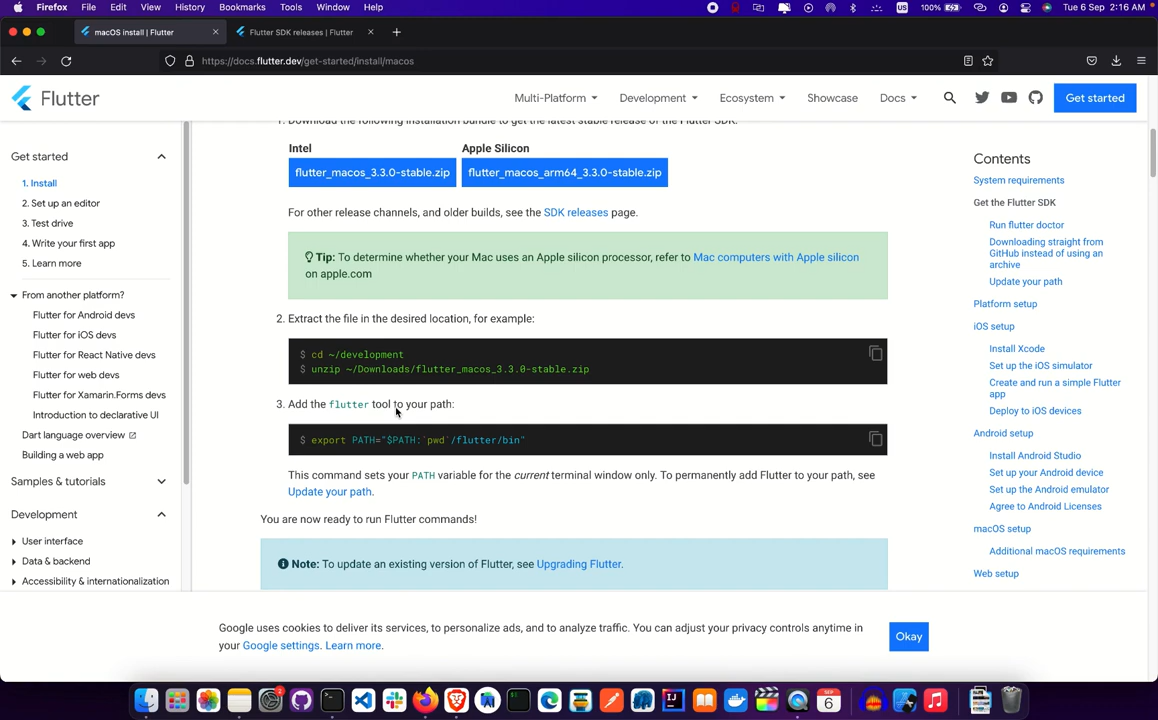 Firefox File Edit View History Bookmarks Tools Window Help 100% Tue 6 Sep 2:16 AM
macOS install | Flutter Flutter SDK releases | Flutter
https://docs.flutter.dev/get-started/install/macos
Flutter Multi-Platform Development Ecosystem Showcase Docs Get started
Get started
1. Install
2. Set up an editor
3. Test drive
4. Write your first app
5. Learn more
From another platform?
Flutter for Android devs
Flutter for iOS devs
Flutter for React Native devs
Flutter for web devs
Flutter for Xamarin.Forms devs
Introduction to declarative UI
Dart language overview
Building a web app
Samples & tutorials
Development
User interface
Data & backend
Accessibility & internationalization
1. Download the following installation bundle to get the latest stable release of the Flutter SDK:
Intel Apple Silicon
flutter_macos_3.3.0-stable.zip flutter_macos_arm64_3.3.0-stable.zip
For other release channels, and older builds, see the SDK releases page.
Tip: To determine whether your Mac uses an Apple silicon processor, refer to Mac computers with Apple silicon
on apple.com
2. Extract the file in the desired location, for example:
$ cd ~/development
$ unzip ~/Downloads/flutter_macos_3.3.0-stable.zip
3. Add the flutter tool to your path:
$ export PATH="$PATH:`pwd`/flutter/bin"
This command sets your PATH variable for the current terminal window only. To permanently add Flutter to your path, see
Update your path.
You are now ready to run Flutter commands!
Note: To update an existing version of Flutter, see Upgrading Flutter.
Contents
System requirements
Get the Flutter SDK
Run flutter doctor
Downloading straight from
GitHub instead of using an
archive
Update your path
Platform setup
iOS setup
Install Xcode
Set up the iOS simulator
Create and run a simple Flutter
app
Deploy to iOS devices
Android setup
Install Android Studio
Set up your Android device
Set up the Android emulator
Agree to Android Licenses
macOS setup
Additional macOS requirements
Web setup
Google uses cookies to deliver its services, to personalize ads, and to analyze traffic. You can adjust your privacy controls anytime in
your Google settings. Learn more.
Okay